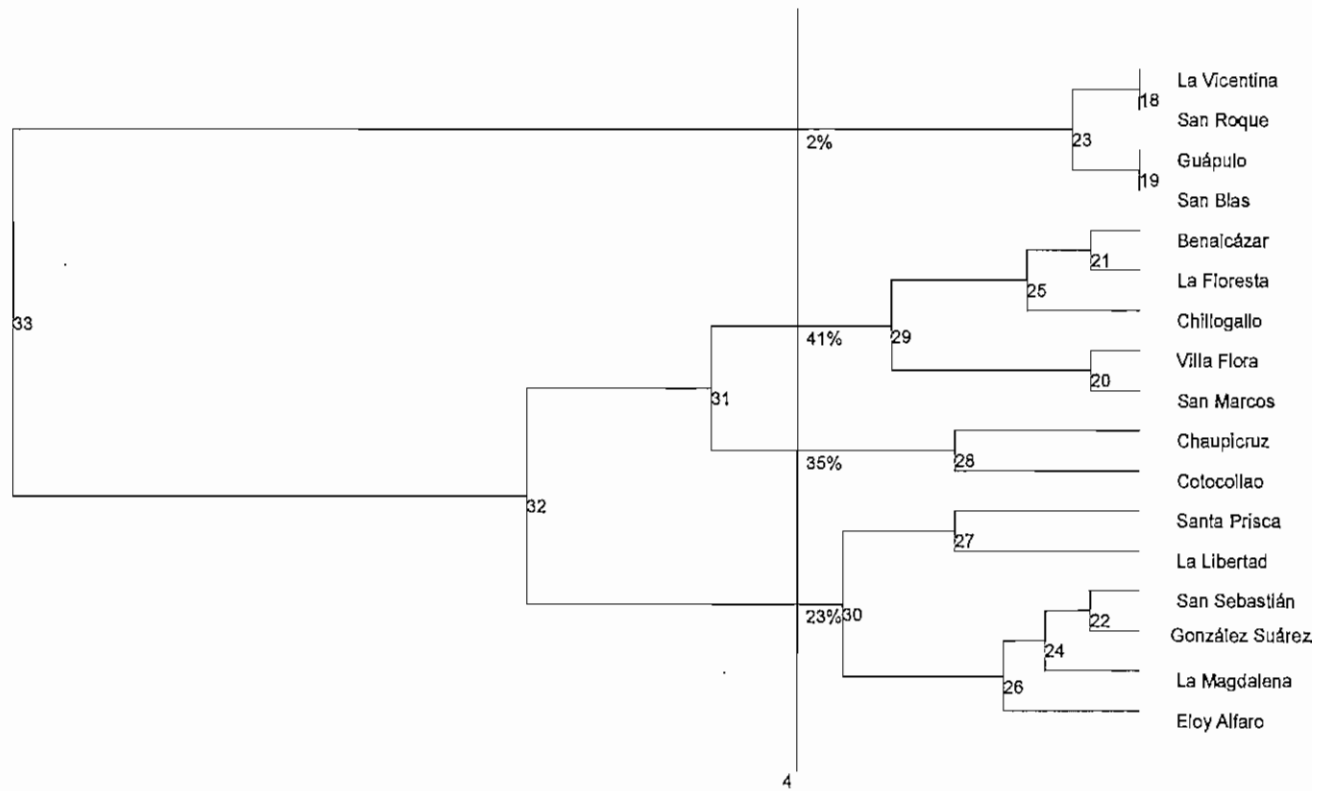 La Vicentina
18
San Roque
2%
23
Guápulo
19
San Blas
Benalcázar
21
La Floresta
25
Chillogallo
33
41%
29
Villa Flora
20
31
San Marcos
Chaupicruz
35%
28
Cotocollao
32
Santa Prisca
27
La Libertad
San Sebastián
23%30
22
González Suárez
24
La Magdalena
26
Eloy Alfaro
4